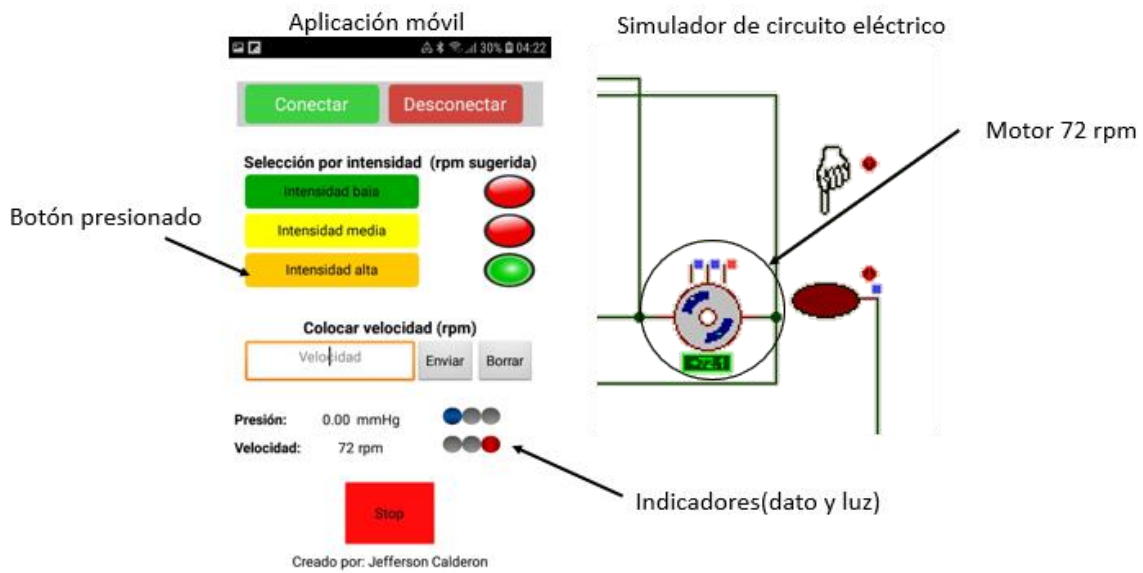 Aplicación móvil
Simulador de circuito eléctrico
30% 04:22
Conectar Desconectar
Motor 72 rpm
Selección por intensidad (rpm sugerida)
Intensidad baja
Botón presionado
Intensidad media
Intensidad alta
Colocar velocidad (rpm)
Velocidad Enviar Borrar
Presión: 0.00 mmHg
Velocidad: 72 rpm
Indicadores(dato y luz)
Stop
Creado por: Jefferson Calderon